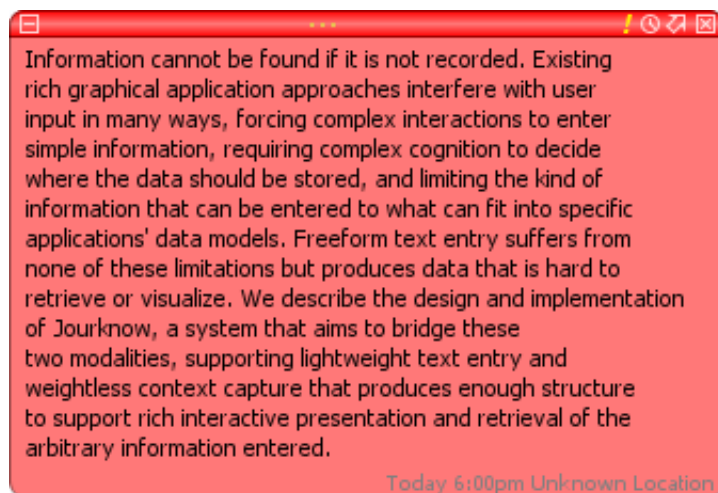 Information cannot be found if it is not recorded. Existing
rich graphical application approaches interfere with user
input in many ways, forcing complex interactions to enter
simple information, requiring complex cognition to decide
where the data should be stored, and limiting the kind of
information that can be entered to what can fit into specific
applications' data models. Freeform text entry suffers from
none of these limitations but produces data that is hard to
retrieve or visualize. We describe the design and implementation
of Jourknow, a system that aims to bridge these
two modalities, supporting lightweight text entry and
weightless context capture that produces enough structure
to support rich interactive presentation and retrieval of the
arbitrary information entered.
Today 6:00pm Unknown Location